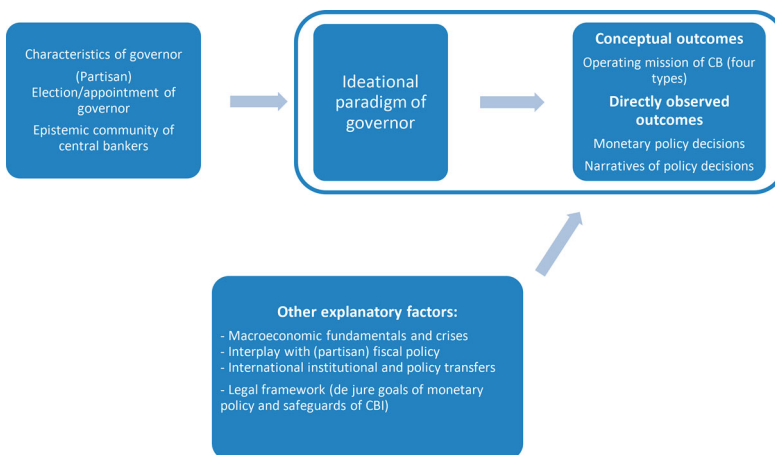 Characteristics of governor
(Partisan)
Election/appointment of
governor
Epistemic community of
central bankers
Ideational
paradigm of
governor
Conceptual outcomes
Operating mission of CB (four
types)
Directly observed
outcomes
Monetary policy decisions
Narratives of policy decisions
Other explanatory factors:
- Macroeconomic fundamentals and crises
- Interplay with (partisan) fiscal policy
- International institutional and policy transfers
- Legal framework (de jure goals of monetary
policy and safeguards of CBI)